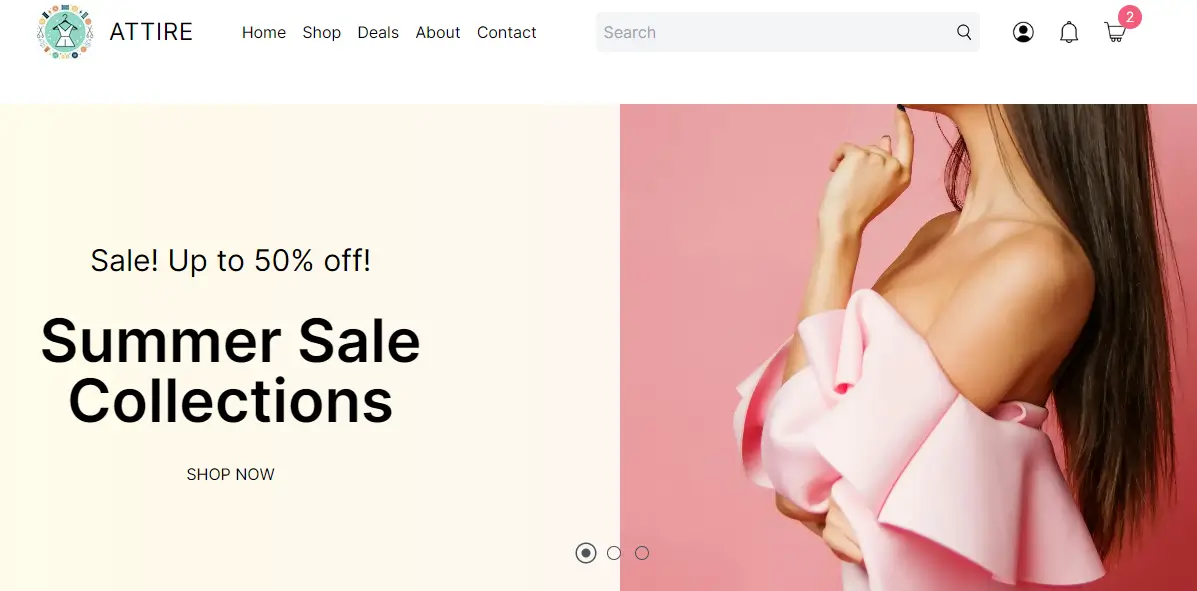 ATTIRE
Home Shop Deals About Contact
Search
2
Sale! Up to 50% off!
Summer Sale
Collections
SHOP NOW